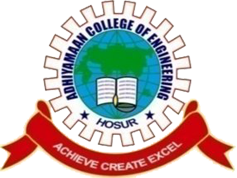 ADHIYAMAAN COLLEGE OF ENGINEERING
HOSUR
ACHIEVE CREATE EXCEL